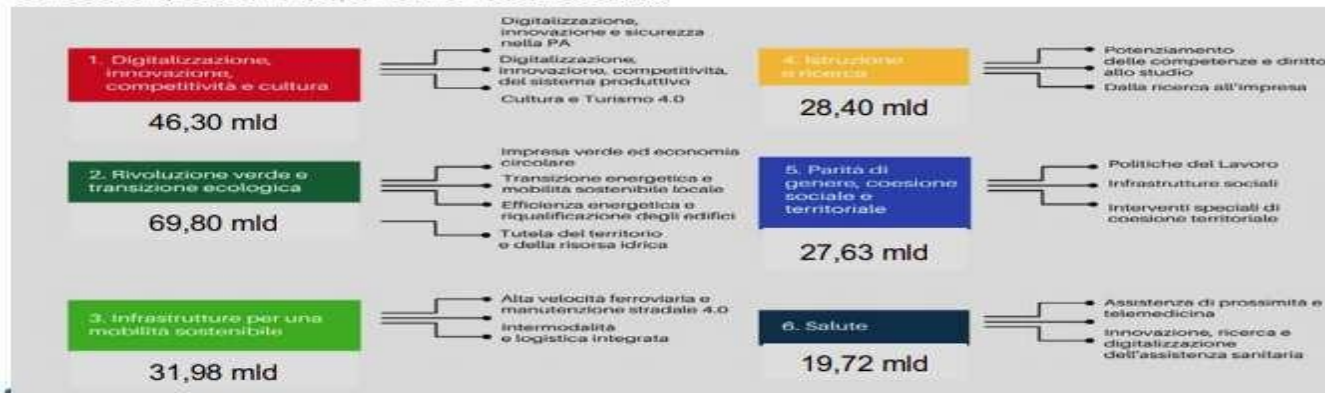 1. Digitalizzazione,
innovazione,
competitività e cultura
46,30 mld
Digitalizzazione,
innovazione e sicurezza
nella PA
Digitalizzazione,
innovazione, competitività,
del sistema produttivo
Cultura e Turismo 4.0
2. Rivoluzione verde e
transizione ecologica
69,80 mld
Impresa verde ed economia
circolare
Transizione energetica e
mobilità sostenibile locale
Efficienza energetica e
riqualificazione degli edifici
Tutela del territorio
e della risorsa idrica
3. Infrastrutture per una
mobilità sostenibile
31,98 mld
Alta velocità ferroviaria e
manutenzione stradale 4.0
Intermodalità
e logistica integrata
4. Istruzione
e ricerca
28,40 mld
Potenziamento
delle competenze e diritto
allo studio
Dalla ricerca all'impresa
5. Parità di
genere, coesione
sociale e
territoriale
27,63 mld
Politiche del Lavoro
Infrastrutture sociali
Interventi speciali di
coesione territoriale
6. Salute
19,72 mld
Assistenza di prossimità e
telemedicina
Innovazione, ricerca e
digitalizzazione
dell'assistenza sanitaria